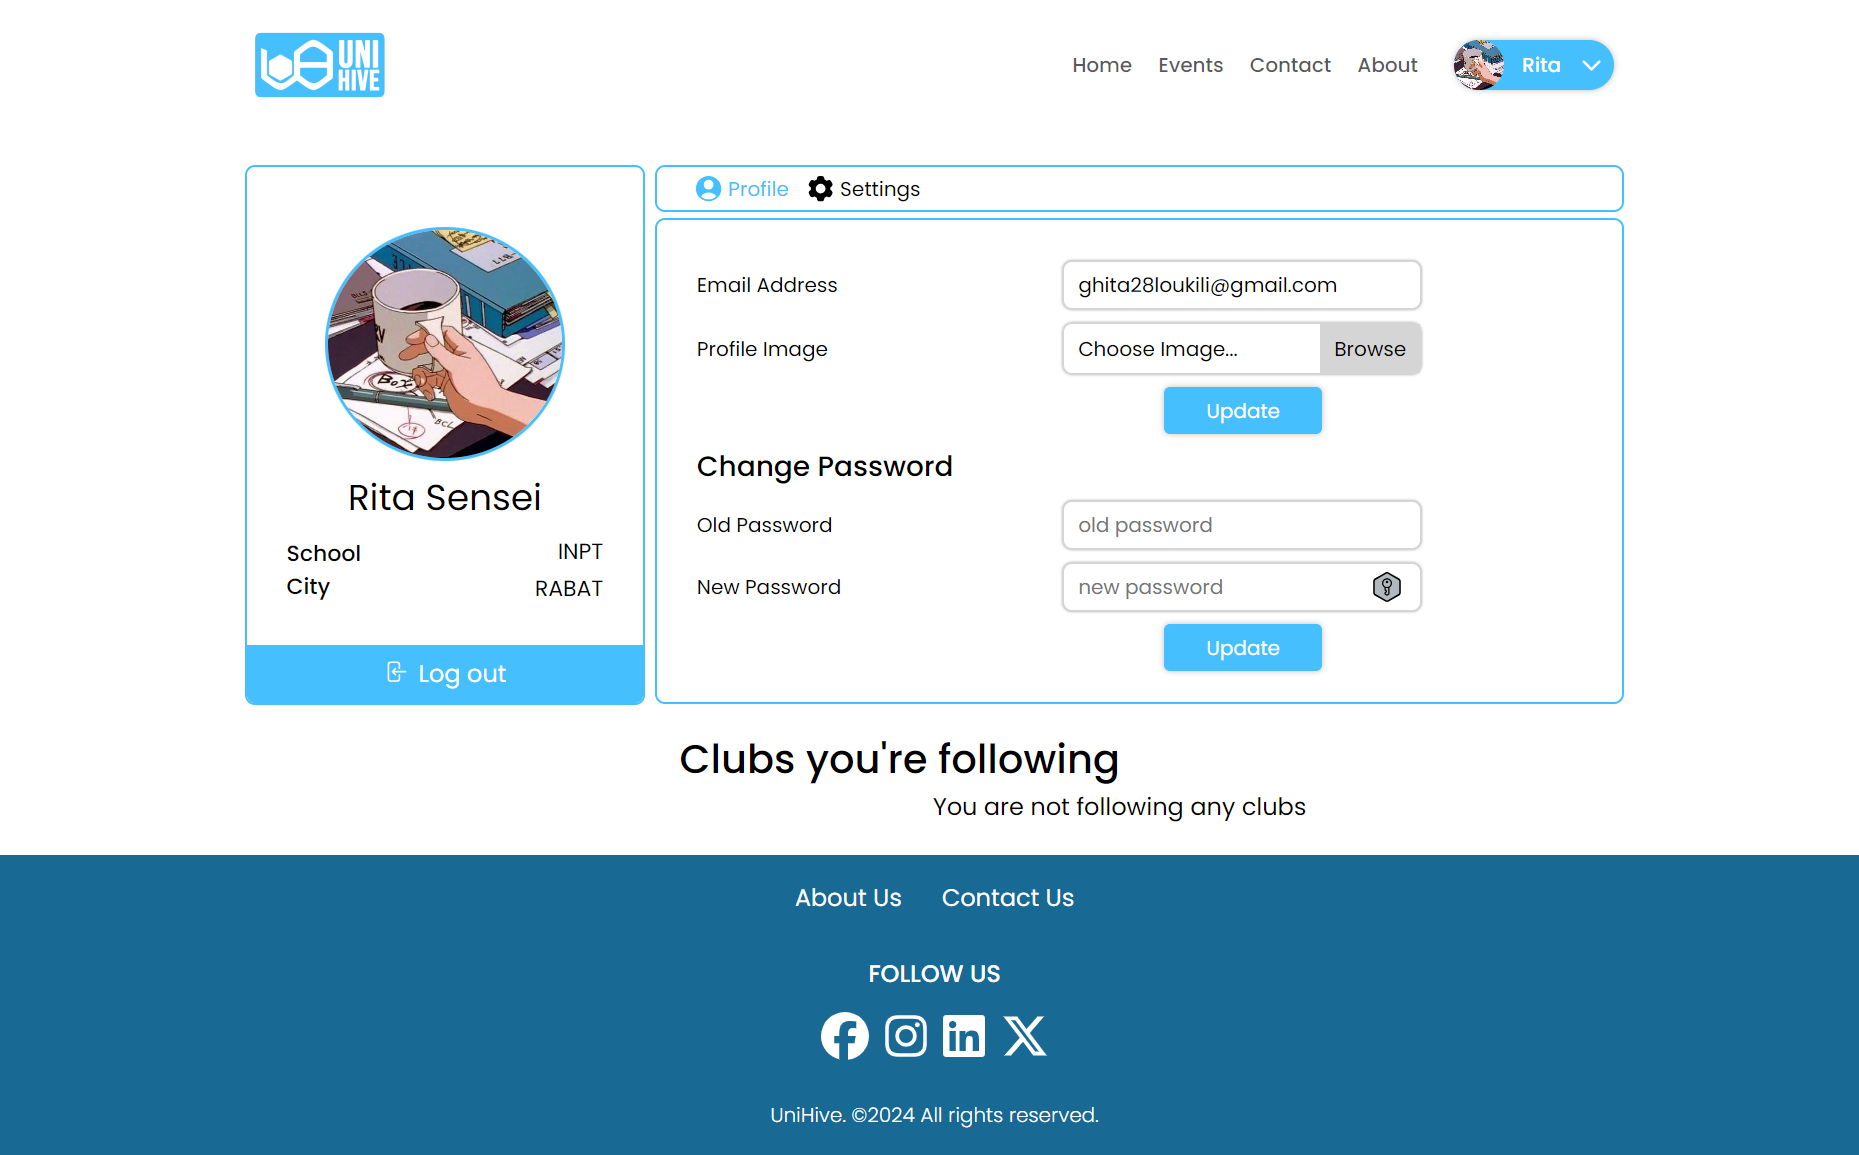 UNI
HIVE
Home Events Contact About Rita
Profile Settings
Email Address ghita28loukili@gmail.com
Profile Image Choose Image... Browse
Update
Change Password
Old Password old password
New Password new password
Update
BOX
BCL
Rita Sensei
School INPT
City RABAT
Log out
Clubs you're following
You are not following any clubs
About Us Contact Us
FOLLOW US
UniHive. ©2024 All rights reserved.